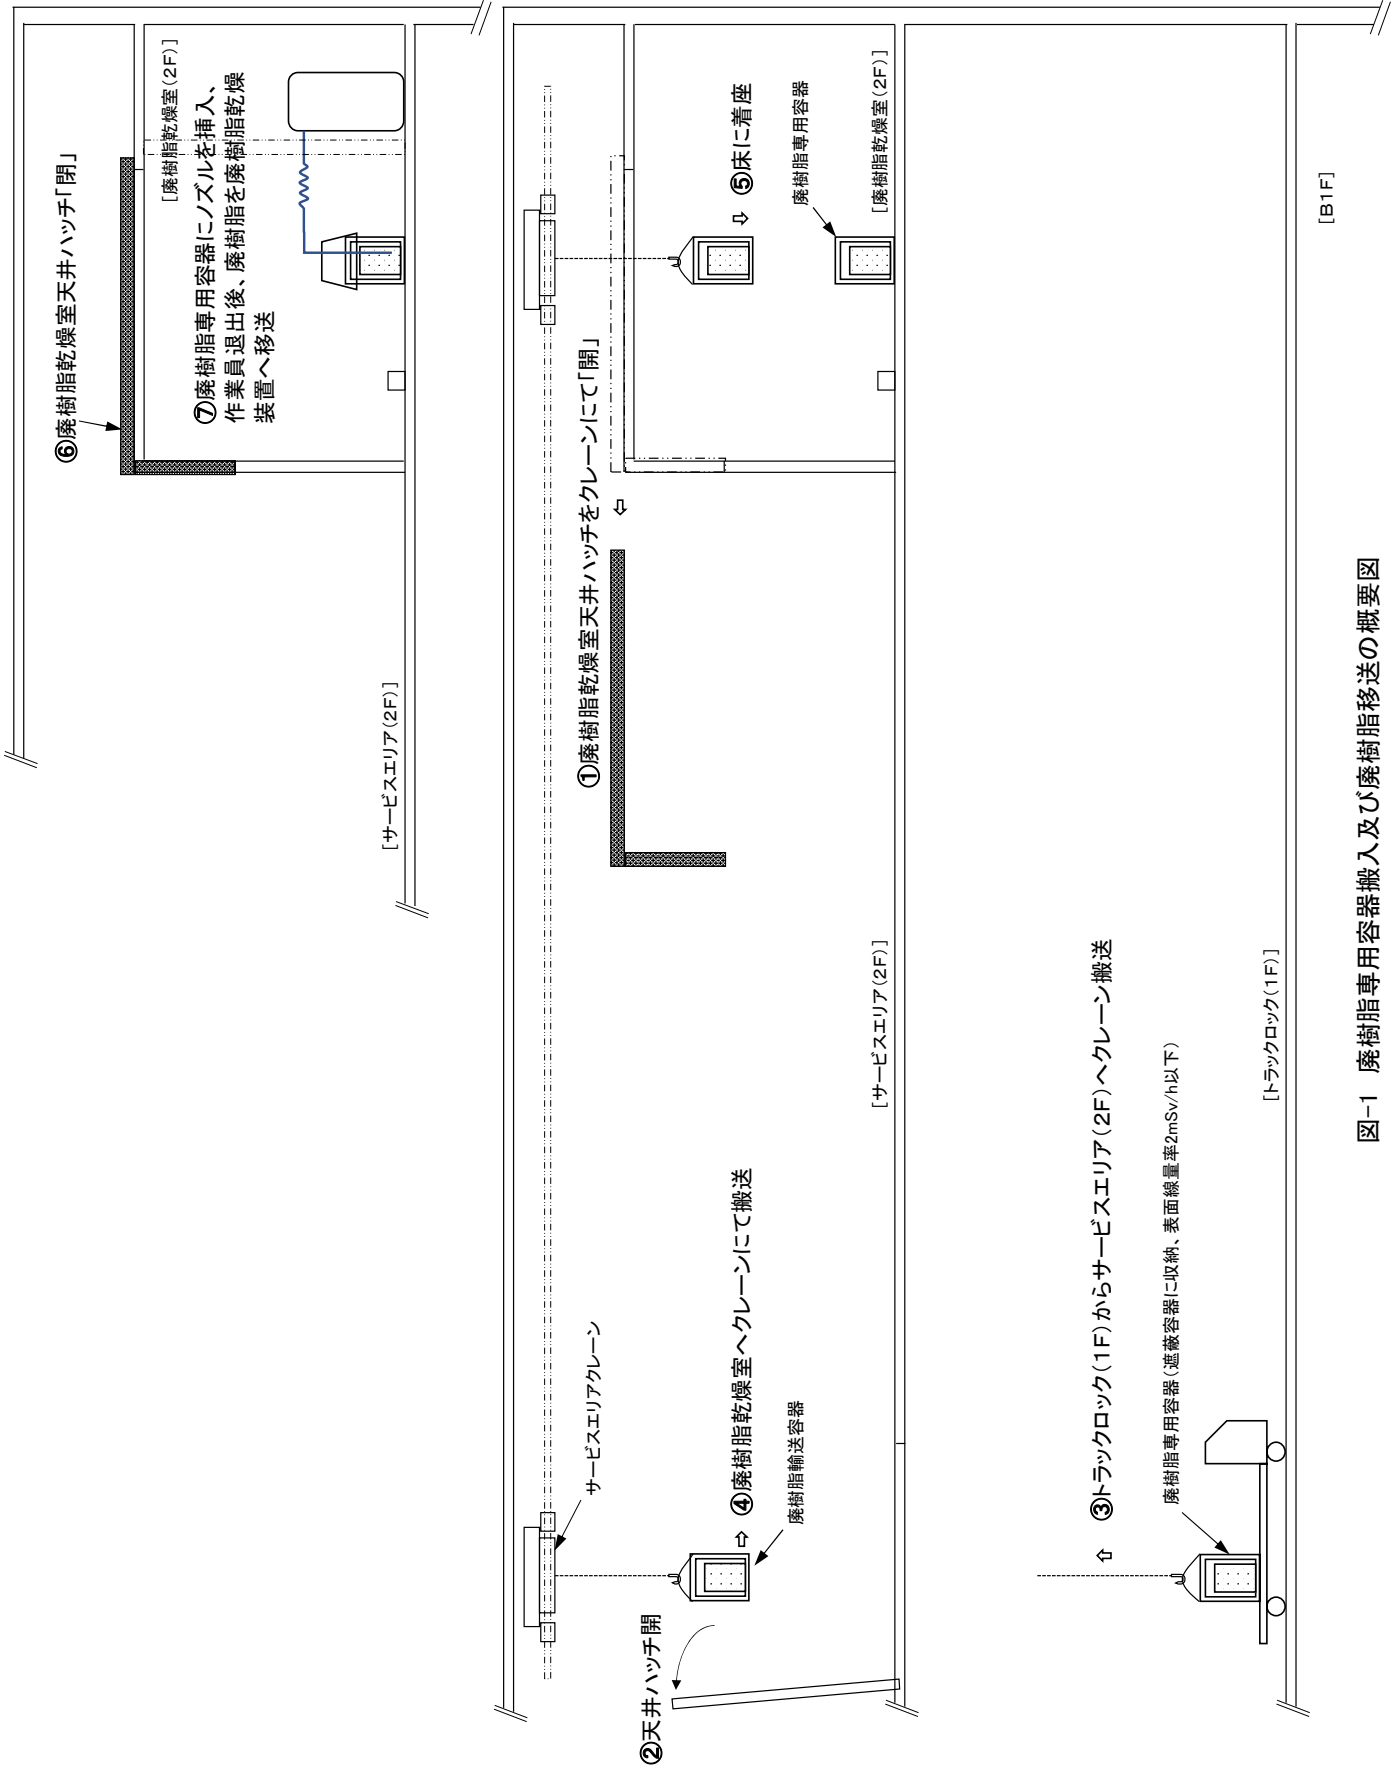 ⑥廃樹脂乾燥室天井ハッチ「閉」
[廃樹脂乾燥室(2F)]
⑦廃樹脂専用容器にノズルを挿入、
作業員退出後、廃樹脂を廃樹脂乾燥
装置へ移送
[サービスエリア(2F)]
①廃樹脂乾燥室天井ハッチをクレーンにて「開」
サービスエリアクレーン
②天井ハッチ開
④廃樹脂乾燥室へクレーンにて搬送
廃樹脂輸送容器
⑤床に着座
廃樹脂専用容器
[廃樹脂乾燥室(2F)]
[サービスエリア(2F)]
③トラックロック(1F)からサービスエリア(2F)へクレーン搬送
廃樹脂専用容器(遮蔽容器に収納、表面線量率2mSv/h以下)
[トラックロック(1F)]
[B1F]
図-1 廃樹脂専用容器搬入及び廃樹脂移送の概要図